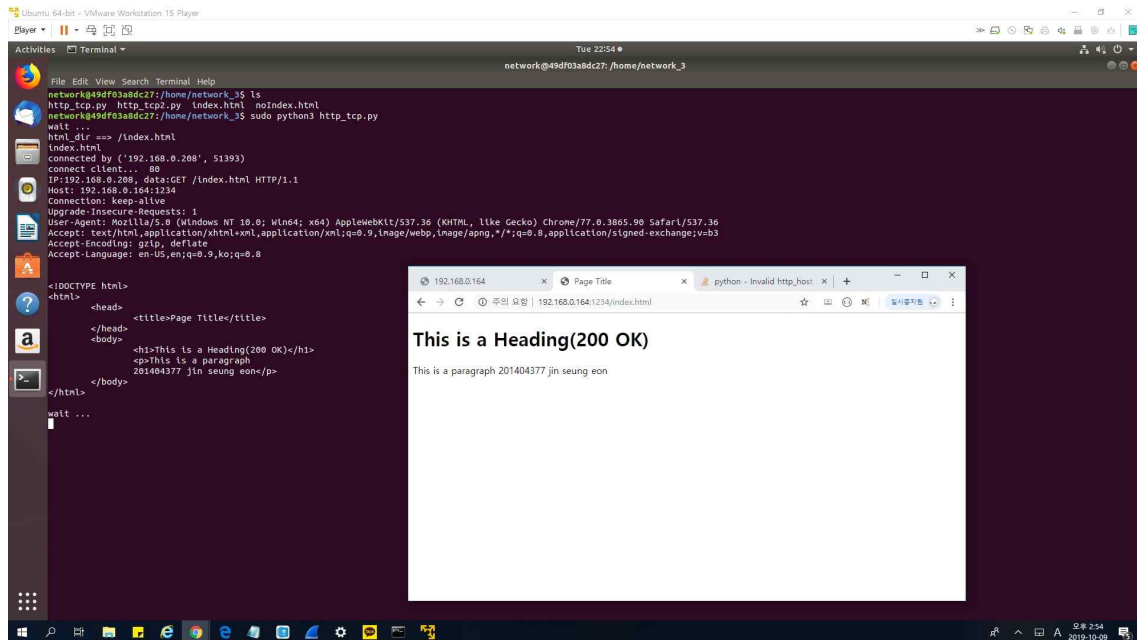 Ubuntu 64-bit - VMware Workstation 15 Player
Player
Activities Terminal Tue 22:54
network@49df03a8dc27: /home/network_3
File Edit View Search Terminal Help
network@49df03a8dc27:/home/network_3$ ls
http_tcp.py http_tcp2.py index.html noIndex.html
network@49df03a8dc27:/home/network_3$ sudo python3 http_tcp.py
wait ...
html_dir ==> /index.html
index.html
connected by ('192.168.0.208', 51393)
connect client... 80
IP:192.168.0.208, data:GET /index.html HTTP/1.1
Host: 192.168.0.164:1234
Connection: keep-alive
Upgrade-Insecure-Requests: 1
User-Agent: Mozilla/5.0 (Windows NT 10.0; Win64; x64) AppleWebKit/537.36 (KHTML, like Gecko) Chrome/77.0.3865.90 Safari/537.36
Accept: text/html,application/xhtml+xml,application/xml;q=0.9,image/webp,image/apng,*/*;q=0.8,application/signed-exchange;v=b3
Accept-Encoding: gzip, deflate
Accept-Language: en-US,en;q=0.9,ko;q=0.8
<!DOCTYPE html>
<html>
<head>
<title>Page Title</title>
</head>
<body>
<h1>This is a Heading(200 OK)</h1>
<p>This is a paragraph
201404377 jin seung eon</p>
</body>
</html>
wait ...
192.168.0.164 Page Title python - Invalid http_host
주의 요함 | 192.168.0.164:1234/index.html
This is a Heading(200 OK)
This is a paragraph 201404377 jin seung eon
A 오후 2:54
2019-10-09